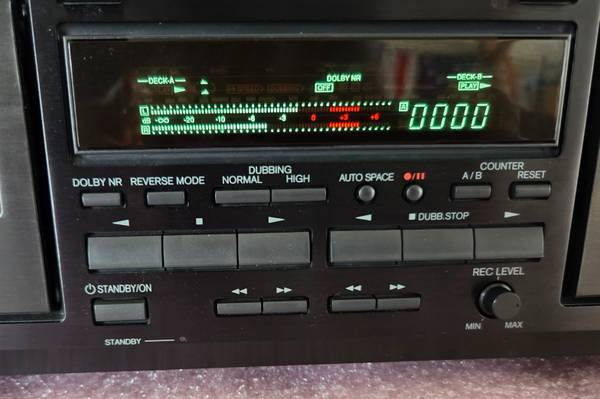 DECK-A DOLBY NR OFF DECK-B PLAY
L
dB -∞ -20 -10 -6 -3 0 +3 +6 A 0000
R
DUBBING COUNTER
DOLBY NR REVERSE MODE NORMAL HIGH AUTO SPACE A / B RESET
DUBB.STOP
REC LEVEL
STANDBY/ON
MIN MAX
STANDBY